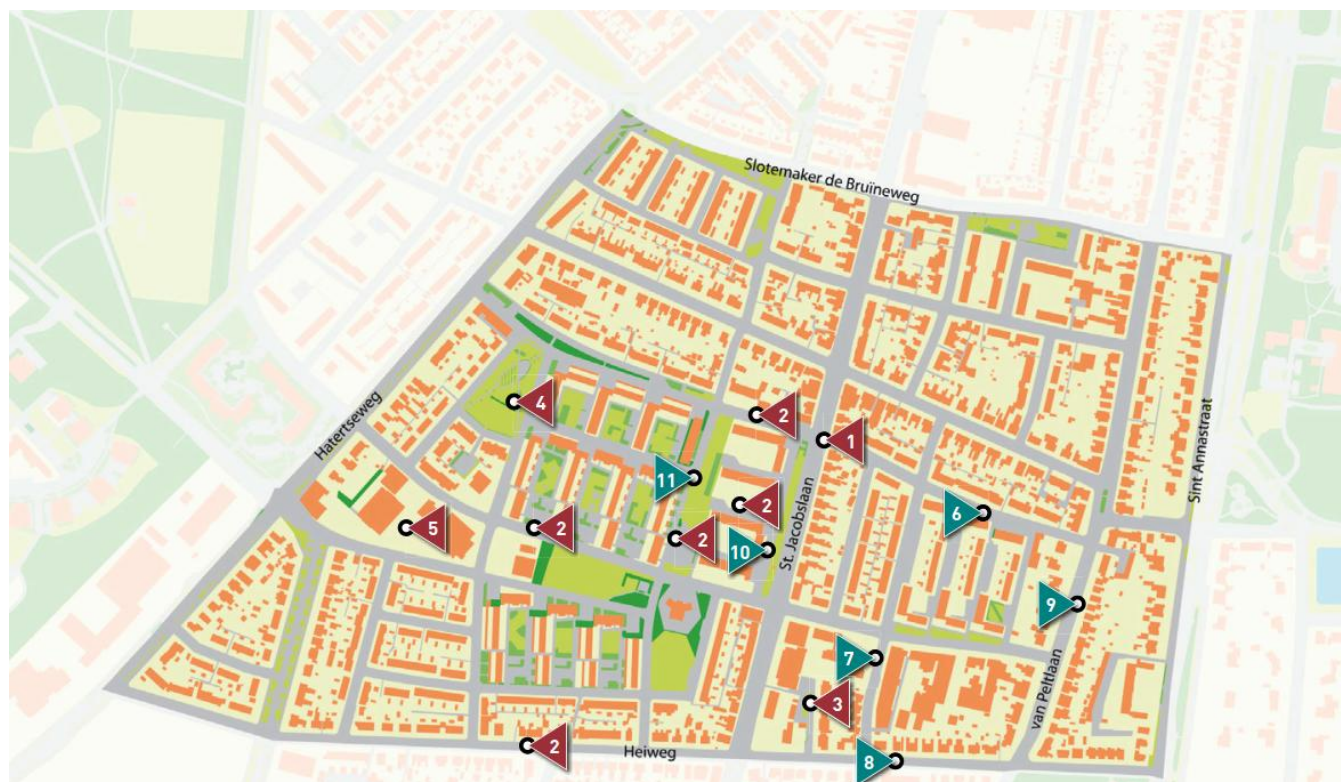 Slotemaker de Bruïneweg
Hatertseweg
4
2
1
11
2
6
Sint Annastraat
5
2
2
10
St. Jacobslaan
9
7
van Peltlaan
3
2
Heiweg
8